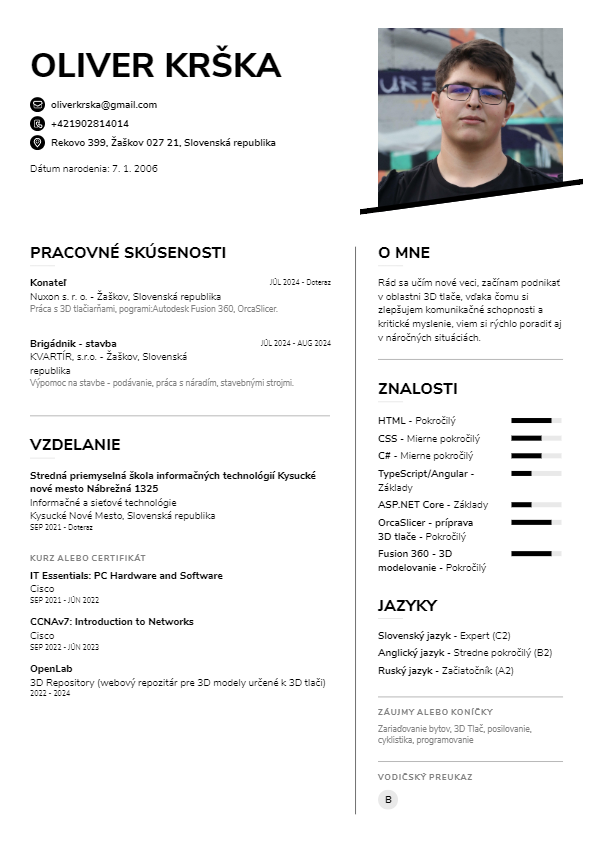 OLIVER KRŠKA
oliverkrska@gmail.com
+421902814014
Rekovo 399, Žaškov 027 21, Slovenská republika
Dátum narodenia: 7. 1. 2006
PRACOVNÉ SKÚSENOSTI
Konateľ
JÚL 2024 - Doteraz
Nuxon s. r. o. - Žaškov, Slovenská republika
Práca s 3D tlačiarňami, pogrami:Autodesk Fusion 360, OrcaSlicer.
Brigádnik - stavba
JÚL 2024 - AUG 2024
KVARTÍR, s.r.o. - Žaškov, Slovenská
republika
Výpomoc na stavbe - podávanie, práca s náradím, stavebnými strojmi.
VZDELANIE
Stredná priemyselná škola informačných technológií Kysucké
nové mesto Nábrežná 1325
Informačné a sieťové technológie
Kysucké Nové Mesto, Slovenská republika
SEP 2021 - Doteraz
KURZ ALEBO CERTIFIKÁT
IT Essentials: PC Hardware and Software
Cisco
SEP 2021 - JÚN 2022
CCNAv7: Introduction to Networks
Cisco
SEP 2022 - JÚN 2023
OpenLab
3D Repository (webový repozitár pre 3D modely určené k 3D tlači)
2022 - 2024
URE
O MNE
Rád sa učím nové veci, začínam podnikať
v oblastni 3D tlače, vďaka čomu si
zlepšujem komunikačné schopnosti a
kritické myslenie, viem si rýchlo poradiť aj
v náročných situáciách.
ZNALOSTI
HTML - Pokročilý
CSS - Mierne pokročilý
C# - Mierne pokročilý
TypeScript/Angular -
Základy
ASP.NET Core - Základy
OrcaSlicer - príprava
3D tlače - Pokročilý
Fusion 360 - 3D
modelovanie - Pokročilý
JAZYKY
Slovenský jazyk - Expert (C2)
Anglický jazyk - Stredne pokročilý (B2)
Ruský jazyk - Začiatočník (A2)
ZÁUJMY ALEBO KONÍČKY
Zariaďovanie bytov, 3D Tlač, posilovanie,
cyklistika, programovanie
VODIČSKÝ PREUKAZ
B